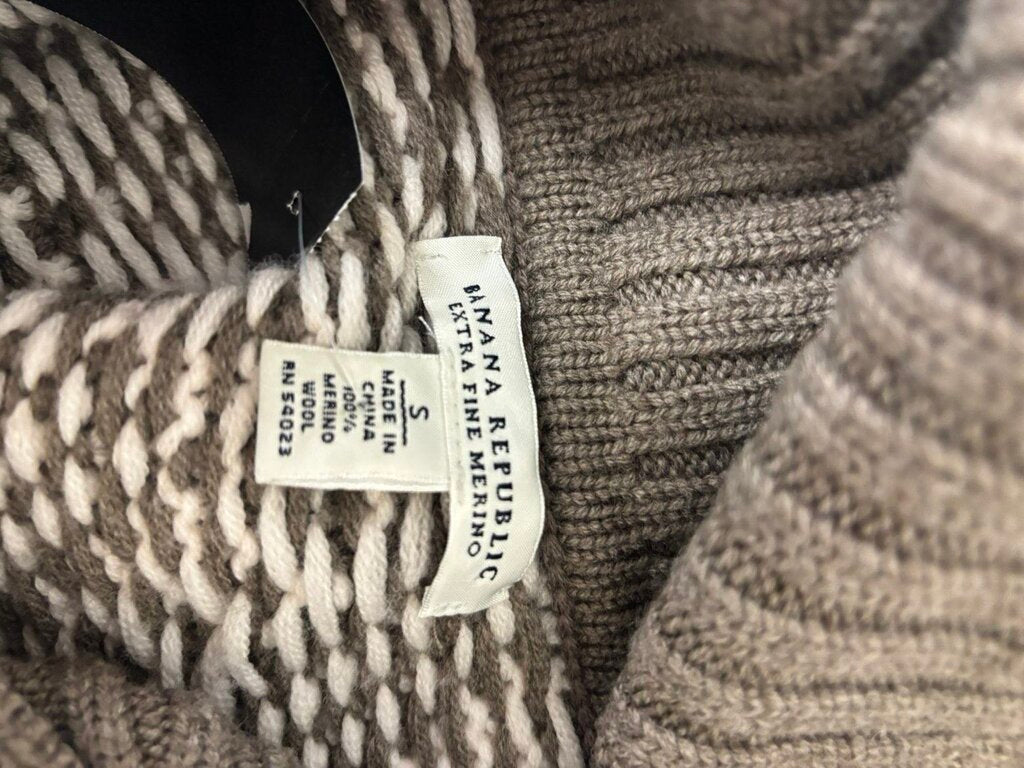 BANANA REPUBLIC
EXTRA FINE MERINO
S
MADE IN
CHINA
100%
MERINO
WOOL
RN 54023